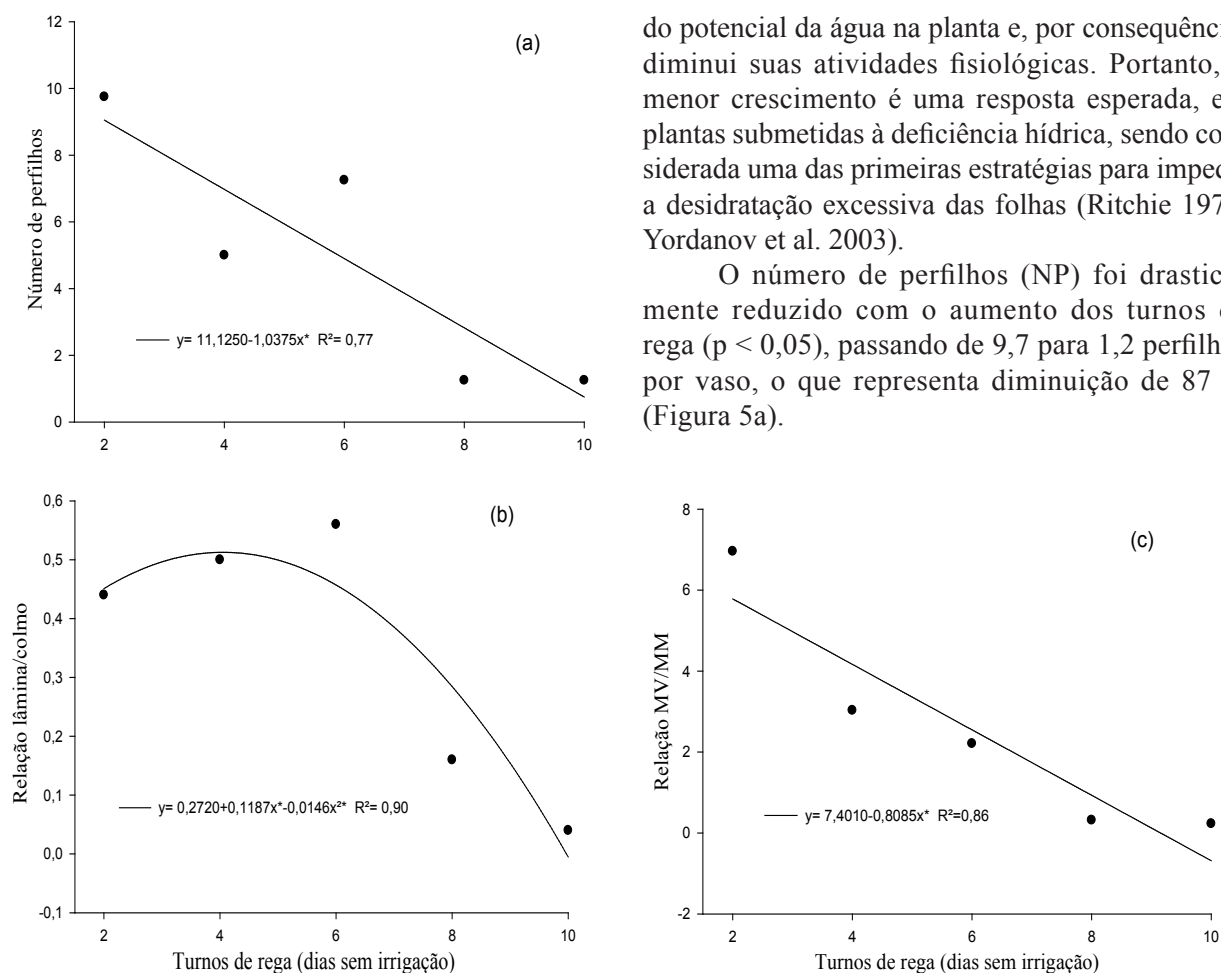 12
10
8
6
4
2
0
Número de perfilhos
(a)
y= 11,1250-1,0375x* R²= 0,77
2 4 6 8 10
do potencial da água na planta e, por consequênci
diminui suas atividades fisiológicas. Portanto,
menor crescimento é uma resposta esperada, e
plantas submetidas à deficiência hídrica, sendo co
siderada uma das primeiras estratégias para imped
a desidratação excessiva das folhas (Ritchie 197
Yordanov et al. 2003).
O número de perfilhos (NP) foi drastic
mente reduzido com o aumento dos turnos
rega (p < 0,05), passando de 9,7 para 1,2 perfilh
por vaso, o que representa diminuição de 87
(Figura 5a).
0,6
0,5
0,4
0,3
0,2
0,1
0,0
-0,1
Relação lâmina/colmo
(b)
y= 0,2720+0,1187x*-0,0146x²* R²= 0,90
2 4 6 8 10
Turnos de rega (dias sem irrigação)
8
6
4
2
0
-2
Relação MV/MM
(c)
y= 7,4010-0,8085x* R²=0,86
2 4 6 8 10
Turnos de rega (dias sem irrigação)